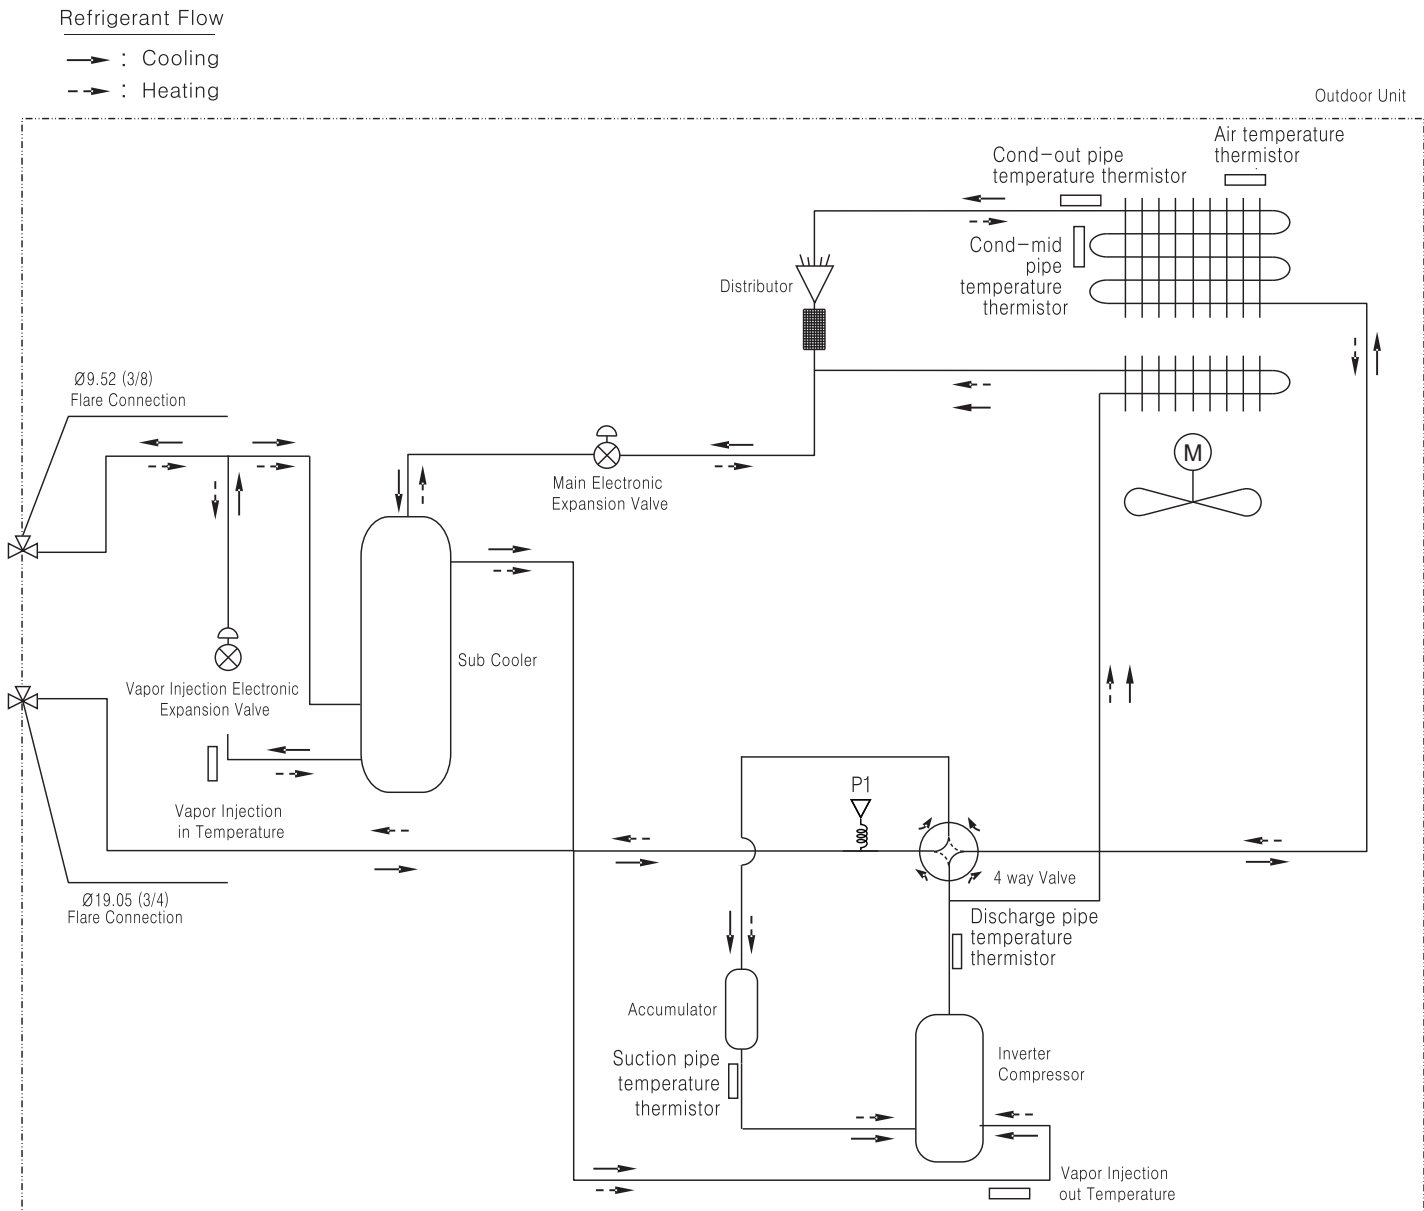 Refrigerant Flow
: Cooling
: Heating
Outdoor Unit
Air temperature
thermistor
Cond-out pipe
temperature thermistor
Cond-mid
pipe
temperature
thermistor
Distributor
Ø9.52 (3/8)
Flare Connection
M
Main Electronic
Expansion Valve
Sub Cooler
Vapor Injection Electronic
Expansion Valve
Vapor Injection
in Temperature
P1
4 way Valve
Ø19.05 (3/4)
Flare Connection
Discharge pipe
temperature
thermistor
Accumulator
Suction pipe
temperature
thermistor
Inverter
Compressor
Vapor Injection
out Temperature